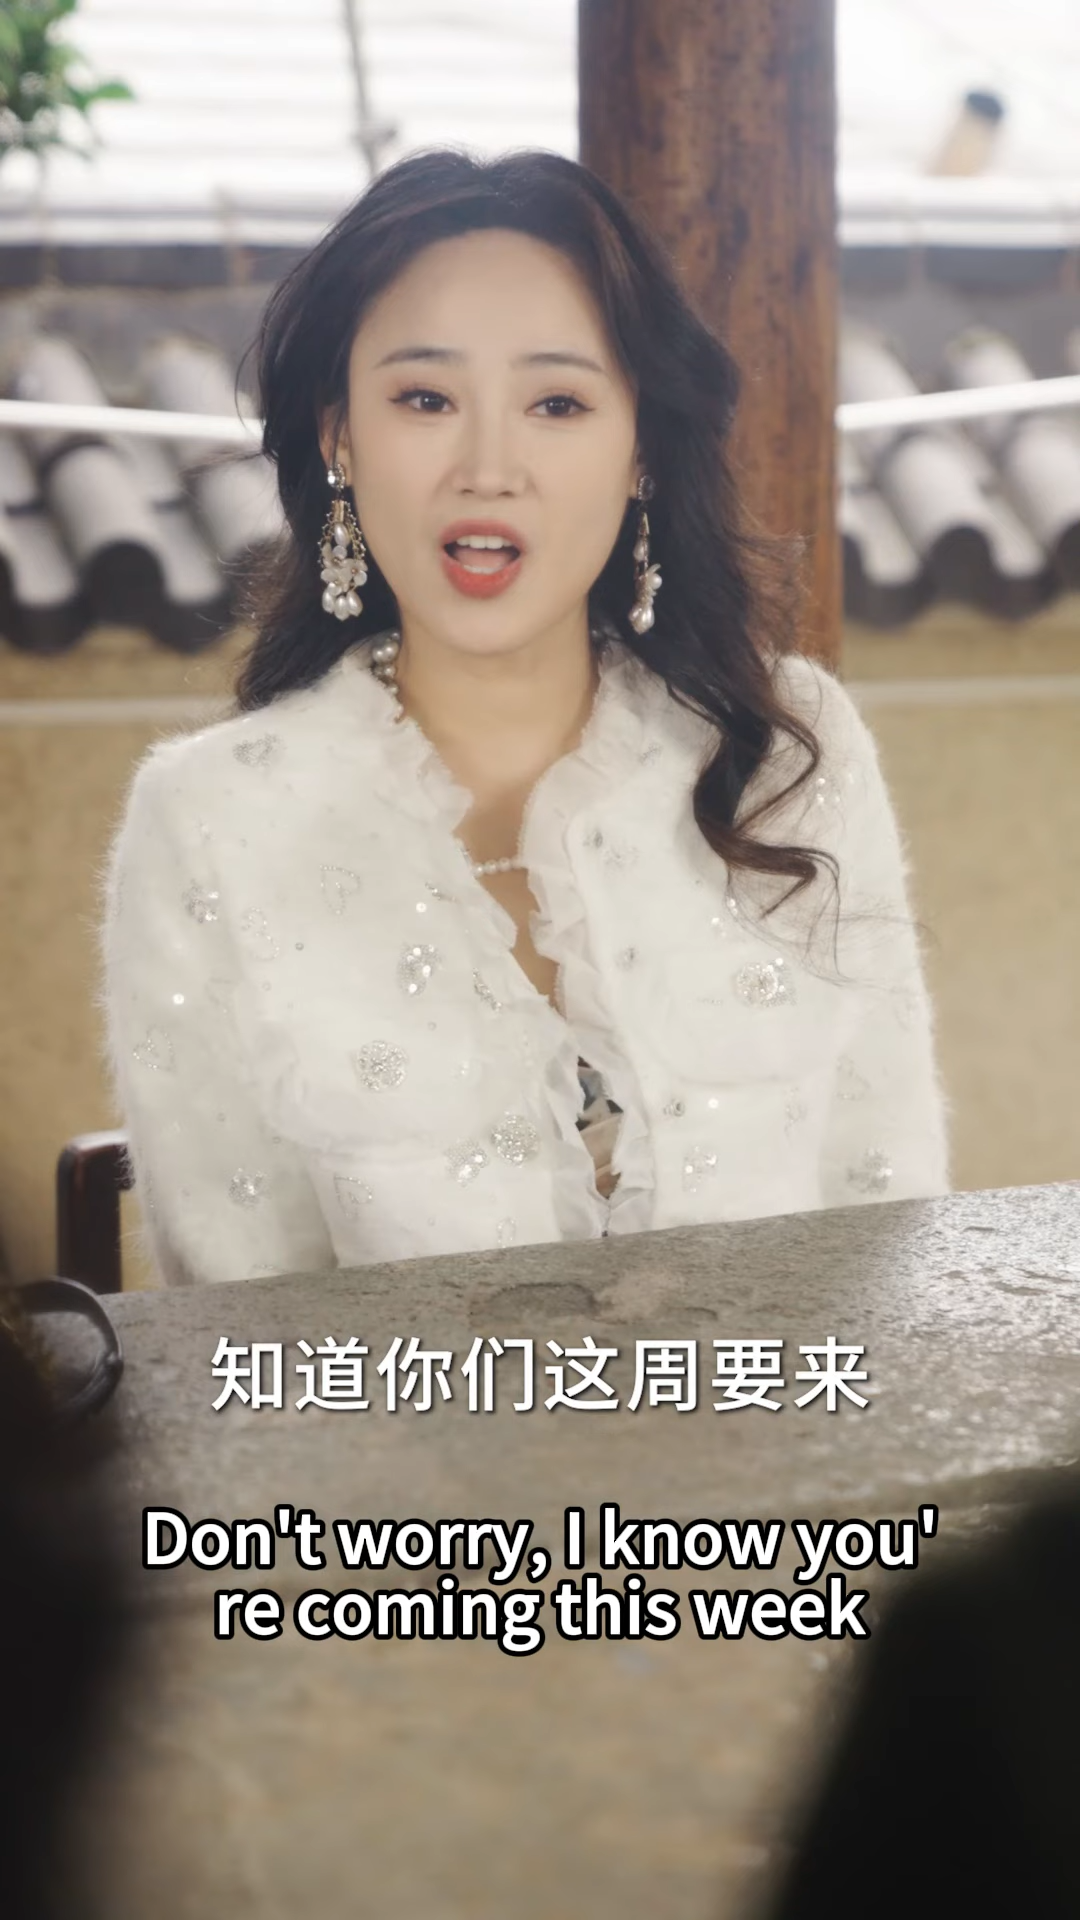 知道你们这周要来
Don't worry, I know you'
re coming this week